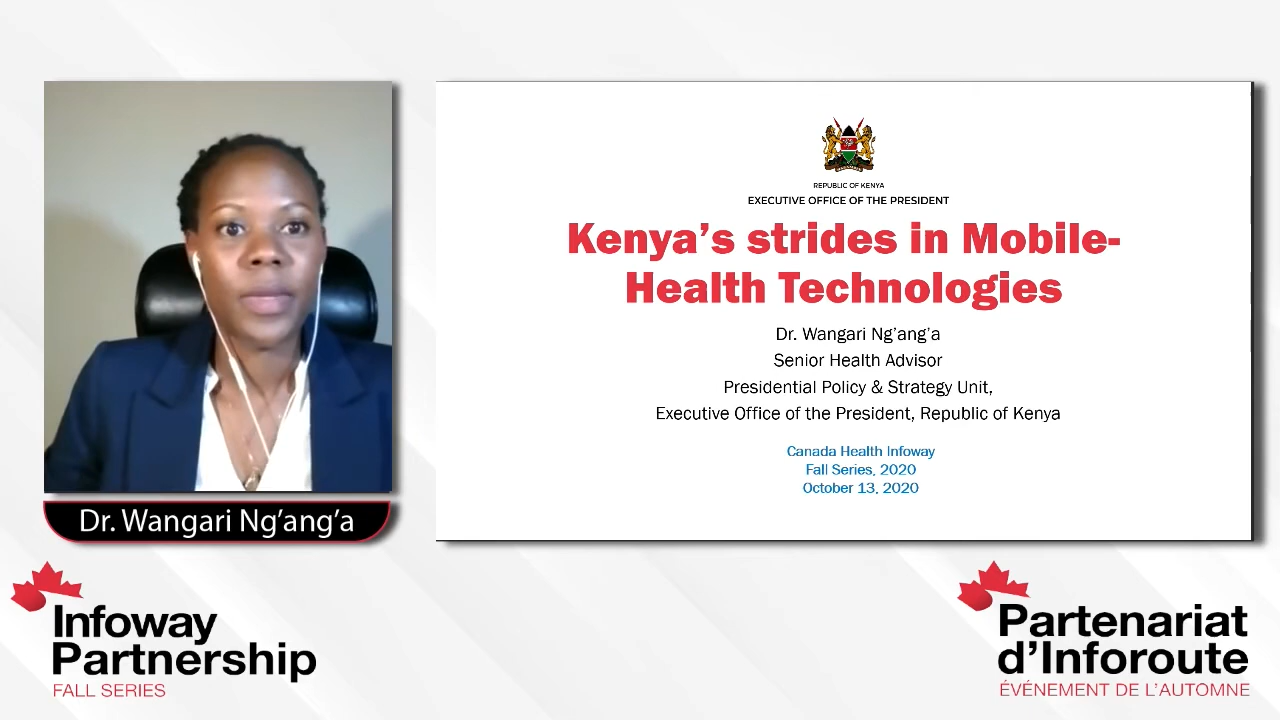 REPUBLIC OF KENYA
EXECUTIVE OFFICE OF THE PRESIDENT
Kenya’s strides in Mobile-
Health Technologies
Dr. Wangari Ng’ang’a
Senior Health Advisor
Presidential Policy & Strategy Unit,
Executive Office of the President, Republic of Kenya
Canada Health Infoway
Fall Series, 2020
October 13, 2020
Dr. Wangari Ng’ang’a
Infoway
Partnership
FALL SERIES
Partenariat
d’Inforoute
ÉVÉNEMENT DE L’AUTOMNE